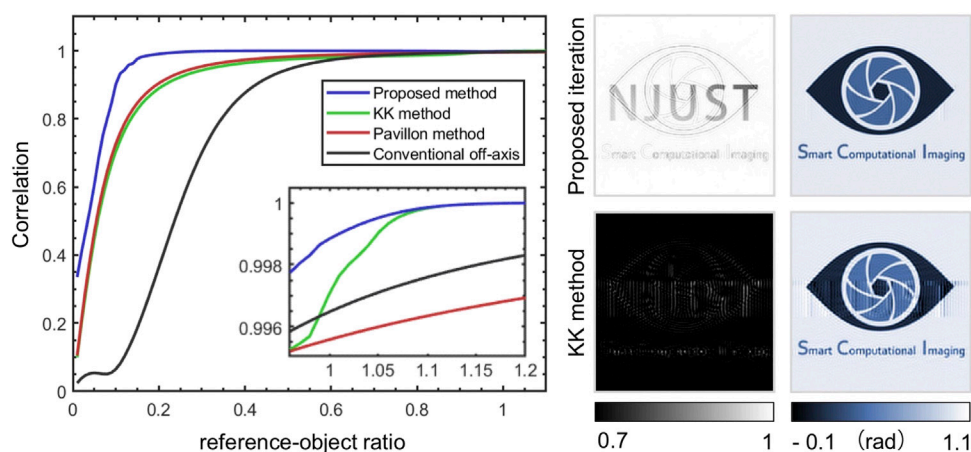 Correlation
1
0.8
0.6
0.4
0.2
0
0
0.2
0.4
0.6
0.8
1
reference-object ratio
Proposed method
KK method
Pavillon method
Conventional off-axis
1
0.998
0.996
1
1.05
1.1
1.15
1.2
Proposed iteration
NJUST
Smart Computational Imaging
Smart Computational Imaging
KK method
Smart Computational Imaging
0.7
1
- 0.1
(rad)
1.1